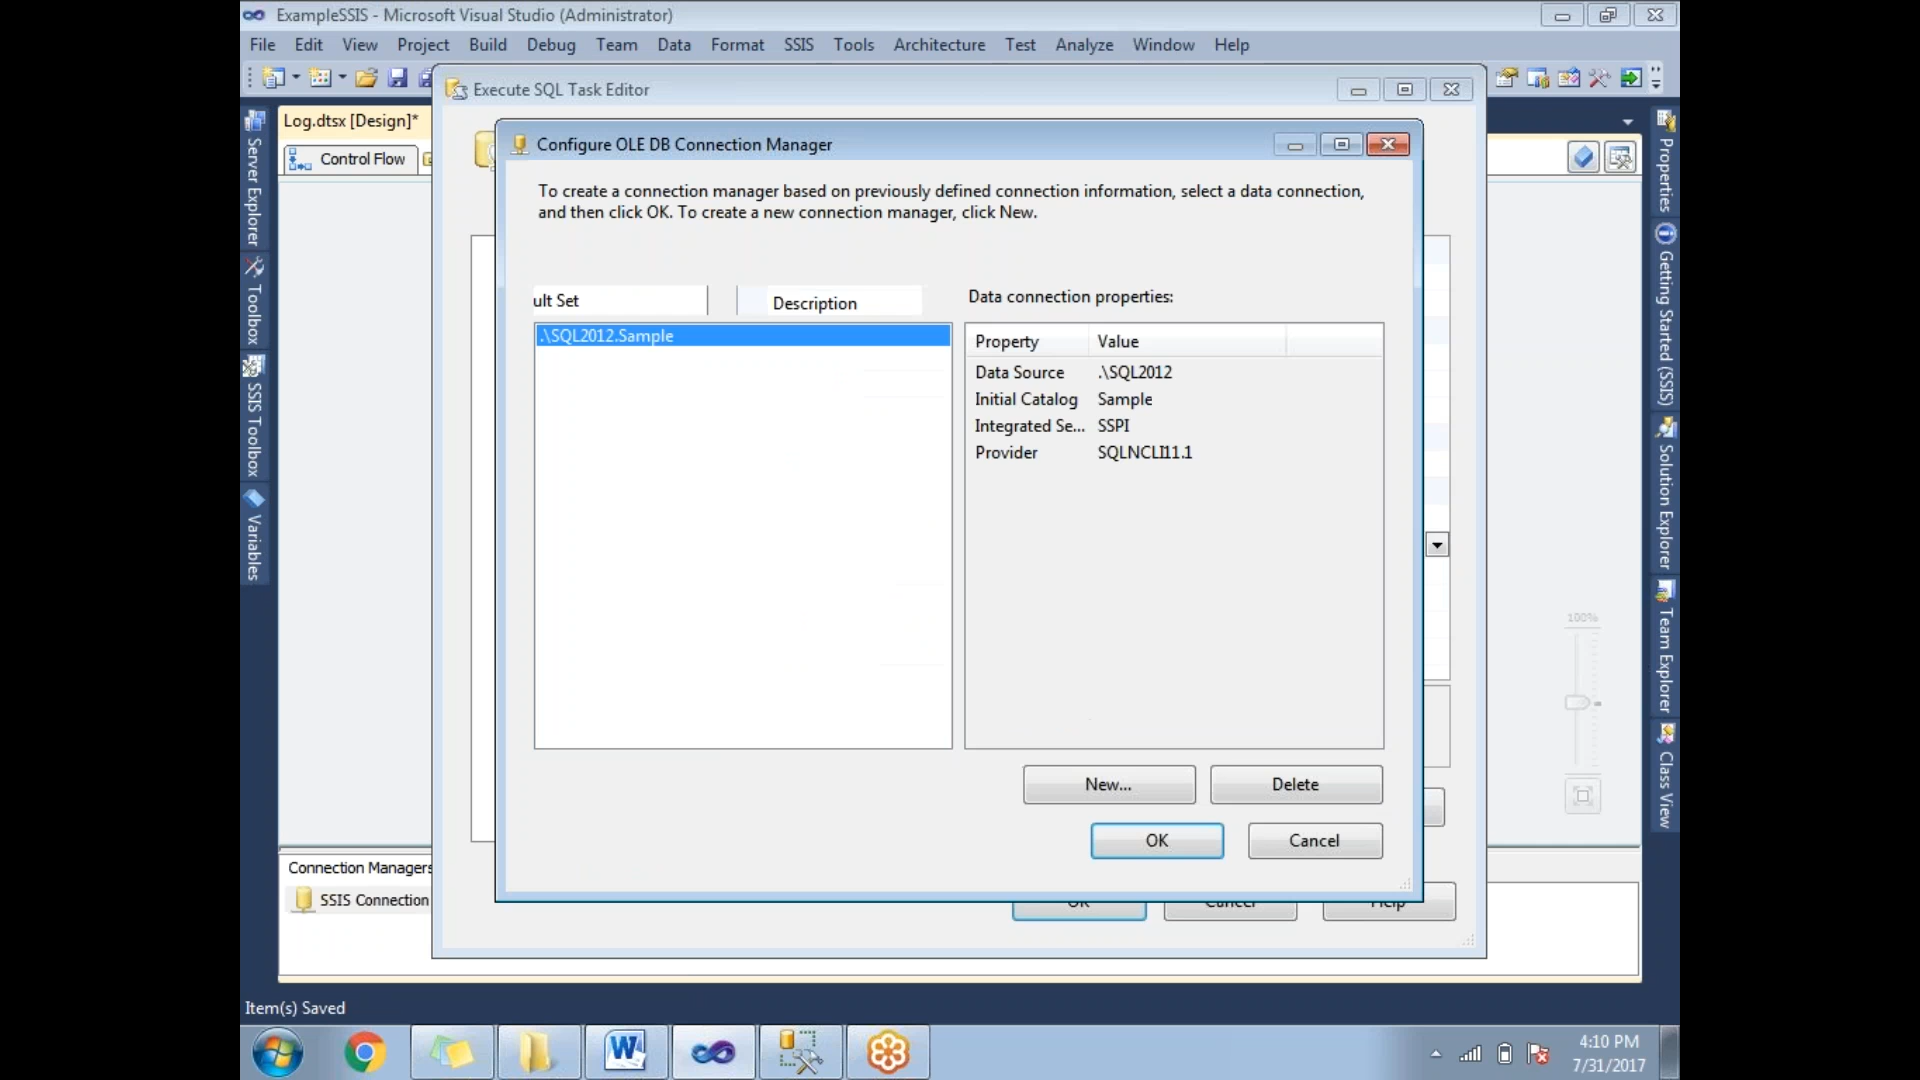 ExampleSSIS - Microsoft Visual Studio (Administrator)
File Edit View Project Build Debug Team Data Format SSIS Tools Architecture Test Analyze Window Help
Execute SQL Task Editor
Log.dtsx [Design]*
Control Flow
Configure OLE DB Connection Manager
To create a connection manager based on previously defined connection information, select a data connection,
and then click OK. To create a new connection manager, click New.
ult Set
Description
Data connection properties:
.\SQL2012.Sample
Property Value
Data Source .\SQL2012
Initial Catalog Sample
Integrated Se... SSPI
Provider SQLNCLI11.1
New...
Delete
OK
Cancel
OK
Cancel
Help
Server Explorer
Toolbox
SSIS Toolbox
Variables
Properties
Getting Started (SSIS)
Solution Explorer
Team Explorer
Class View
100%
Connection Managers
SSIS Connection
Item(s) Saved
4:10 PM
7/31/2017